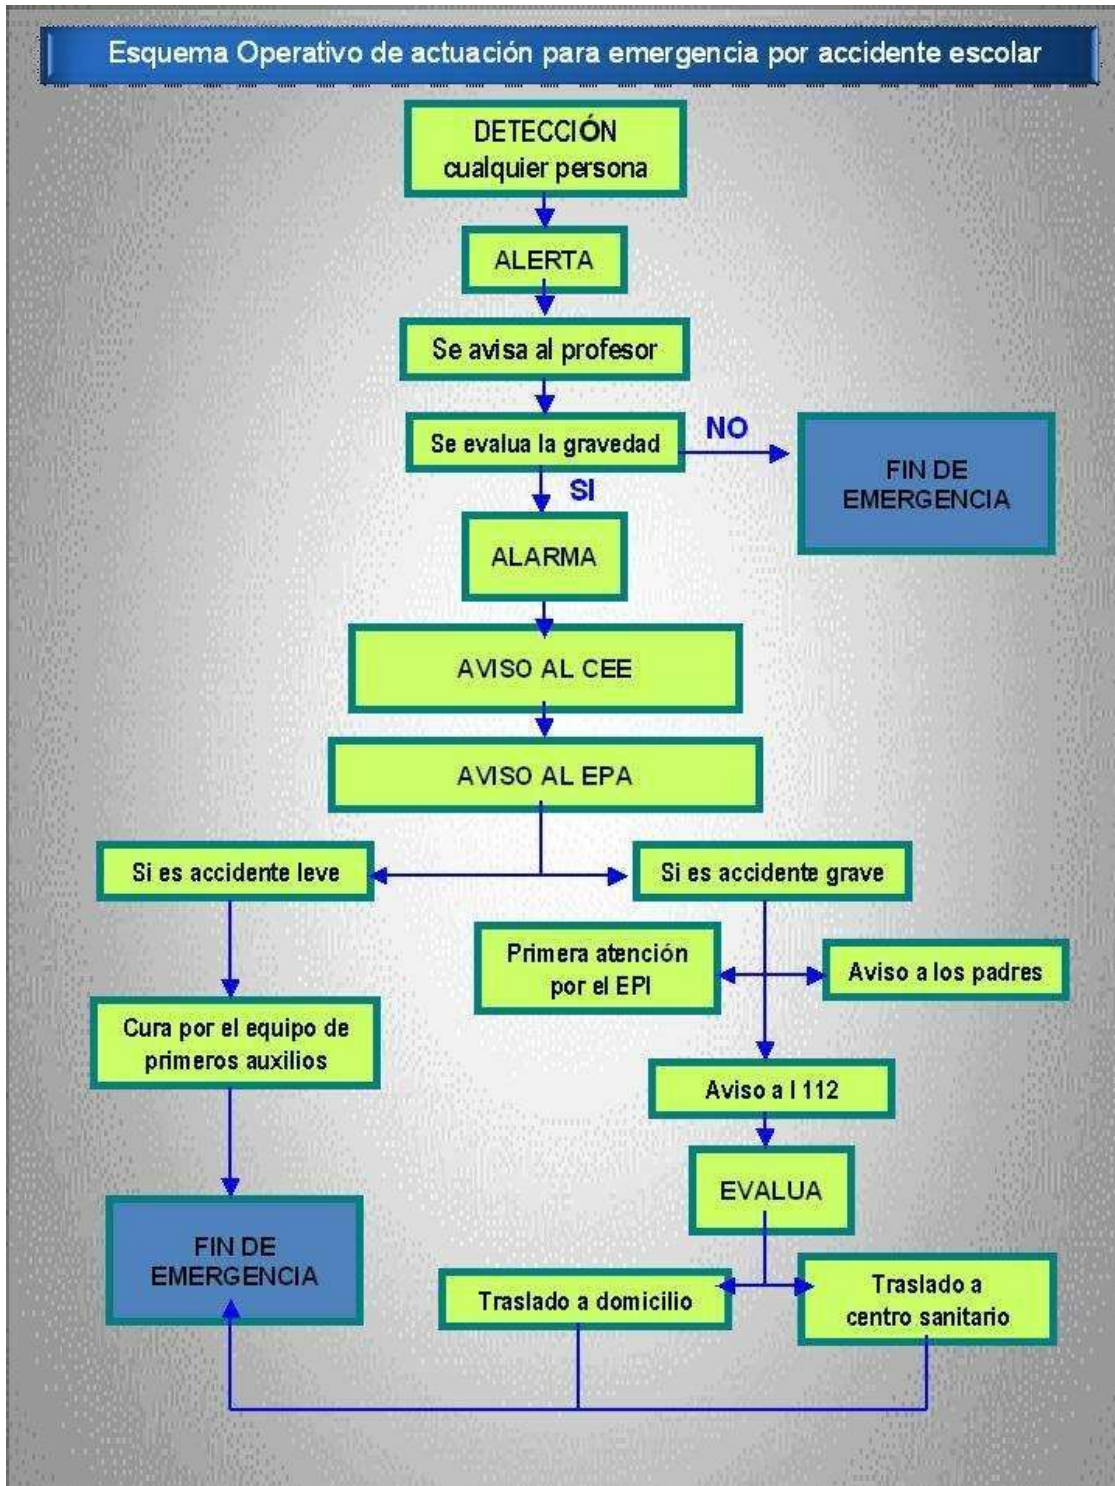 Esquema Operativo de actuación para emergencia por accidente escolar
DETECCIÓN
cualquier persona
ALERTA
Se avisa al profesor
Se evalua la gravedad
NO
FIN DE
EMERGENCIA
SI
ALARMA
AVISO AL CEE
AVISO AL EPA
Si es accidente leve
Si es accidente grave
Primera atención
por el EPI
Aviso a los padres
Cura por el equipo de
primeros auxilios
Aviso a l 112
EVALUA
FIN DE
EMERGENCIA
Traslado a domicilio
Traslado a
centro sanitario